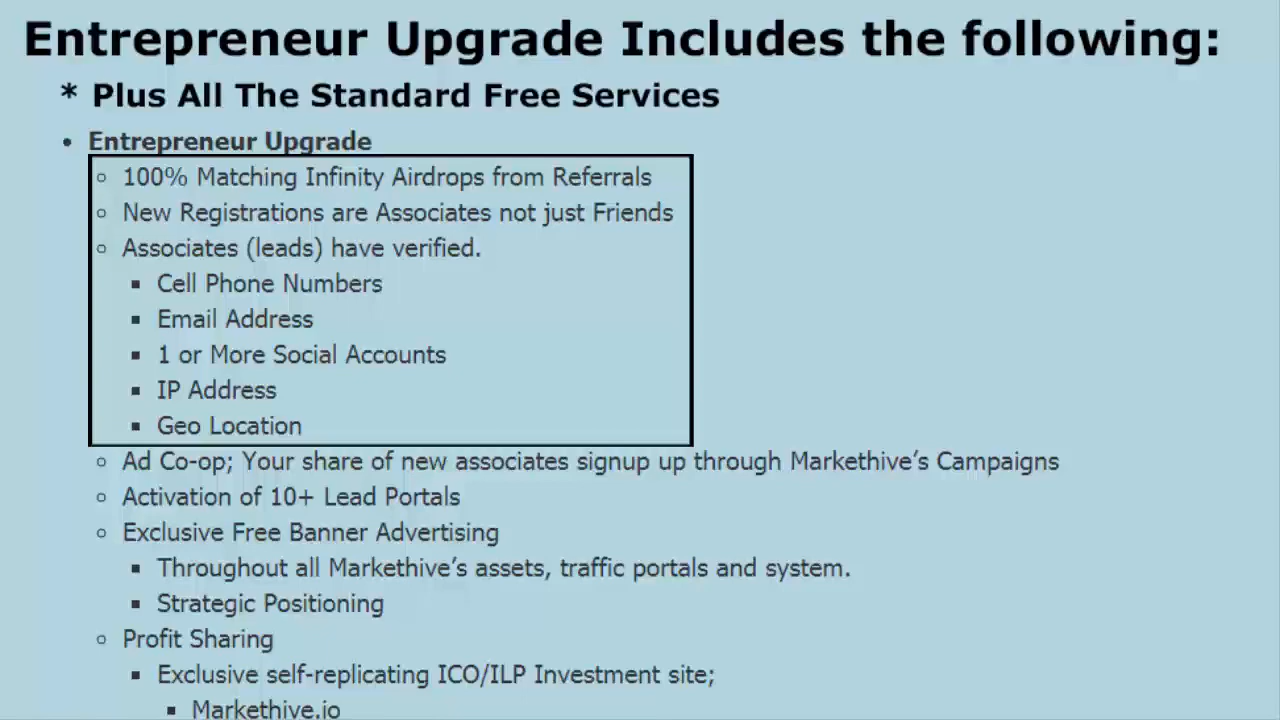 Entrepreneur Upgrade Includes the following:
* Plus All The Standard Free Services
• Entrepreneur Upgrade
◦ 100% Matching Infinity Airdrops from Referrals
◦ New Registrations are Associates not just Friends
◦ Associates (leads) have verified.
▪ Cell Phone Numbers
▪ Email Address
▪ 1 or More Social Accounts
▪ IP Address
▪ Geo Location
◦ Ad Co-op; Your share of new associates signup up through Markethive’s Campaigns
◦ Activation of 10+ Lead Portals
◦ Exclusive Free Banner Advertising
▪ Throughout all Markethive’s assets, traffic portals and system.
▪ Strategic Positioning
◦ Profit Sharing
▪ Exclusive self-replicating ICO/ILP Investment site;
▪ Markethive.io